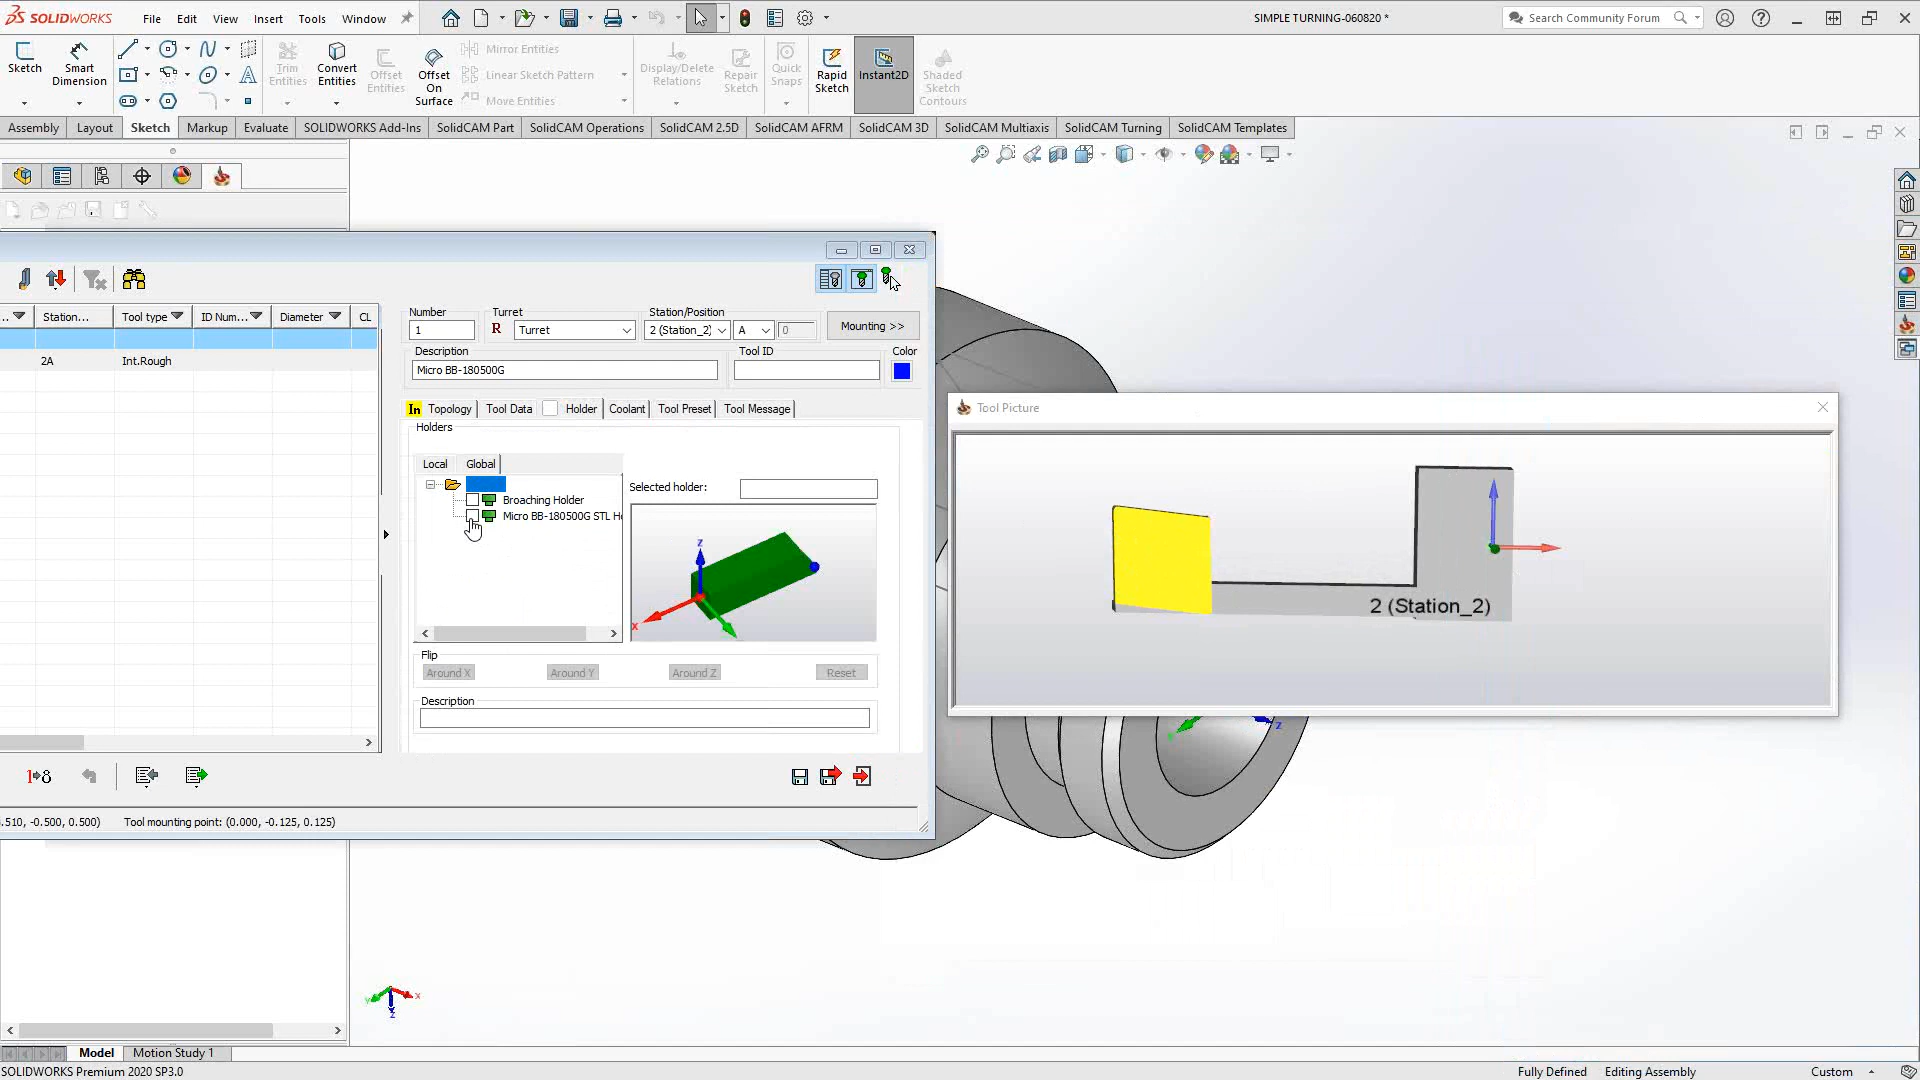 SOLIDWORKS File Edit View Insert Tools Window SIMPLE TURNING-060820 * Search Community Forum
Sketch Smart Dimension Trim Entities Convert Entities Offset Entities Offset On Surface Mirror Entities Linear Sketch Pattern Move Entities Display/Delete Relations Repair Sketch Quick Snaps Rapid Sketch Instant2D Shaded Sketch Contours
Assembly Layout Sketch Markup Evaluate SOLIDWORKS Add-Ins SolidCAM Part SolidCAM Operations SolidCAM 2.5D SolidCAM AFRM SolidCAM 3D SolidCAM Multiaxis SolidCAM Turning SolidCAM Templates
Station... Tool type ID Num... Diameter CL
2A Int.Rough
Number Turret Station/Position
1 R Turret 2 (Station_2) A 0 Mounting >>
Description Tool ID Color
Micro BB-180500G
In Topology Tool Data Holder Coolant Tool Preset Tool Message
Holders
Local Global
Broaching Holder
Micro BB-180500G STL Ho
Selected holder:
z
x
Flip
Around X Around Y Around Z Reset
Description
Tool Picture
2 (Station_2)
1 8
.510, -0.500, 0.500) Tool mounting point: (0.000, -0.125, 0.125)
Z
Y X
Z
Model Motion Study 1
SOLIDWORKS Premium 2020 SP3.0 Fully Defined Editing Assembly Custom